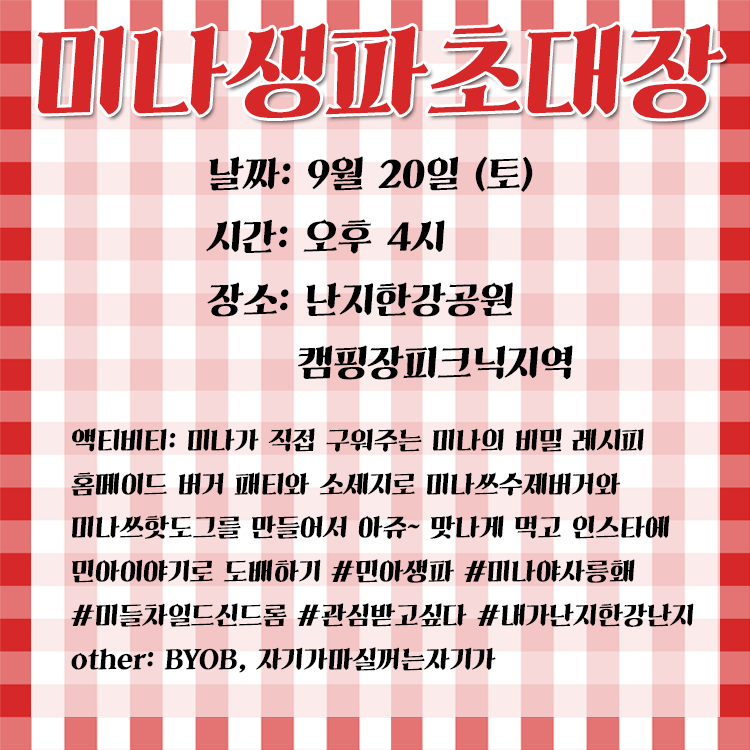 미나생파초대장
날짜: 9월 20일 (토)
시간: 오후 4시
장소: 난지한강공원
캠핑장피크닉지역
액티비티: 미나가 직접 구워주는 미나의 비밀 레시피
홈메이드 버거 패티와 소세지로 미나쓰수제버거와
미나쓰핫도그를 만들어서 아쥬~ 맛나게 먹고 인스타에
민아이야기로 도배하기 #민아생파 #미나야사릉홰
#미들차일드신드롬 #관심받고싶다 #내가난지한강난지
other: BYOB, 자기가마실꺼는자기가